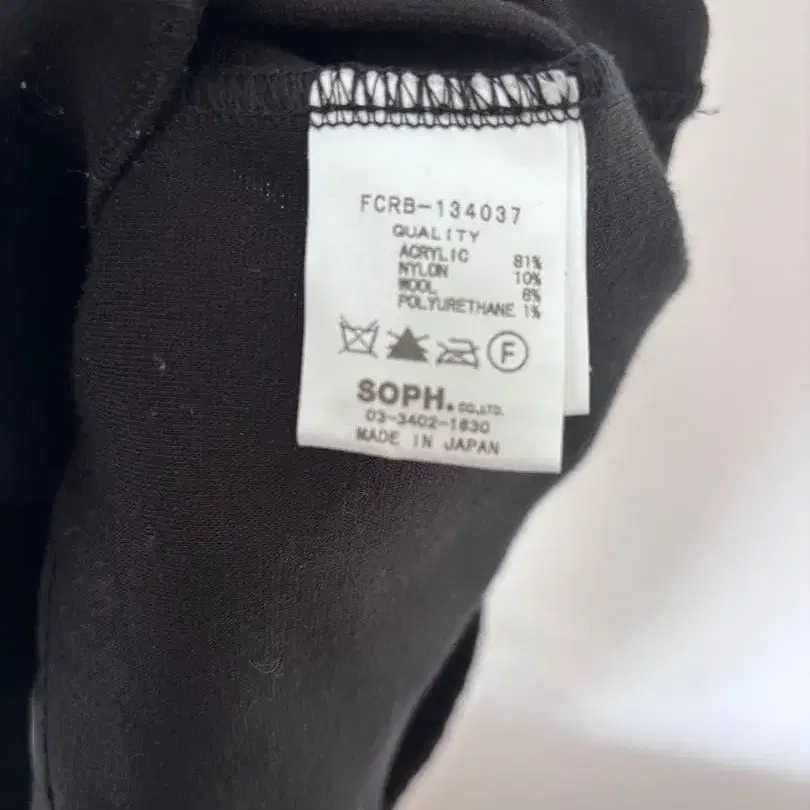 FCRB-134037
QUALITY
ACRYLIC 81%
NYLON 10%
WOOL 8%
POLYURETHANE 1%
F
SOPH. CO.,LTD.
03-3402-1830
MADE IN JAPAN